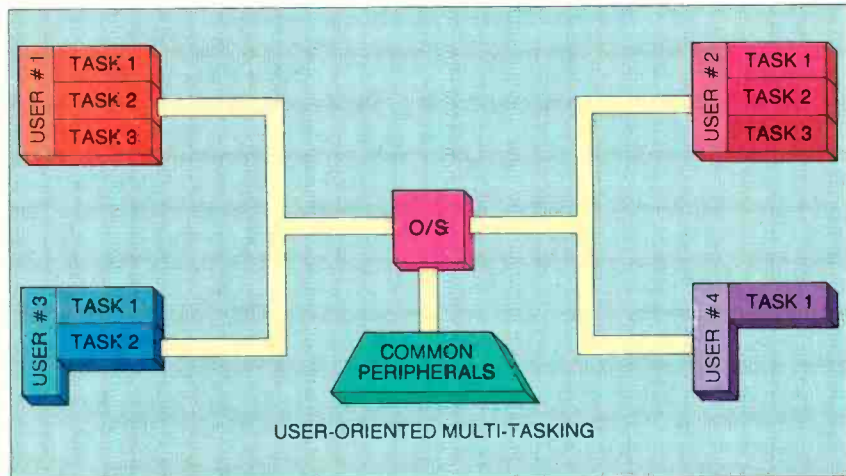 USER #1
TASK 1
TASK 2
TASK 3
USER #2
TASK 1
TASK 2
TASK 3
O/S
USER #3
TASK 1
TASK 2
USER #4
TASK 1
COMMON
PERIPHERALS
USER-ORIENTED MULTI-TASKING